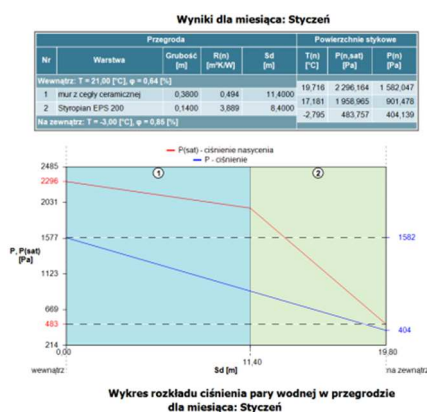 Wyniki dla miesiąca: Styczeń
Przegroda Powierzchnie stykowe
Nr Warstwa Grubość [m] R(n) [m²K/W] Sd [m] T(n) [°C] P(n,sat) [Pa] P(n) [Pa]
Wewnątrz: T = 21,00 [°C], φ = 0,64 [%]
19,716 2 296,164 1 582,047
1 mur z cegły ceramicznej 0,3800 0,494 11,4000
17,181 1 958,965 901,478
2 Styropian EPS 200 0,1400 3,889 8,4000
-2,795 483,757 404,139
Na zewnątrz: T = -3,00 [°C], φ = 0,85 [%]
P(sat) - ciśnienie nasycenia
P - ciśnienie
2485
1 2
2296
2031
1577 1582
P, P(sat)
[Pa]
1123
669
483
404
214
0,00 11,40 19,80
wewnątrz Sd [m] na zewnątrz
Wykres rozkładu ciśnienia pary wodnej w przegrodzie
dla miesiąca: Styczeń